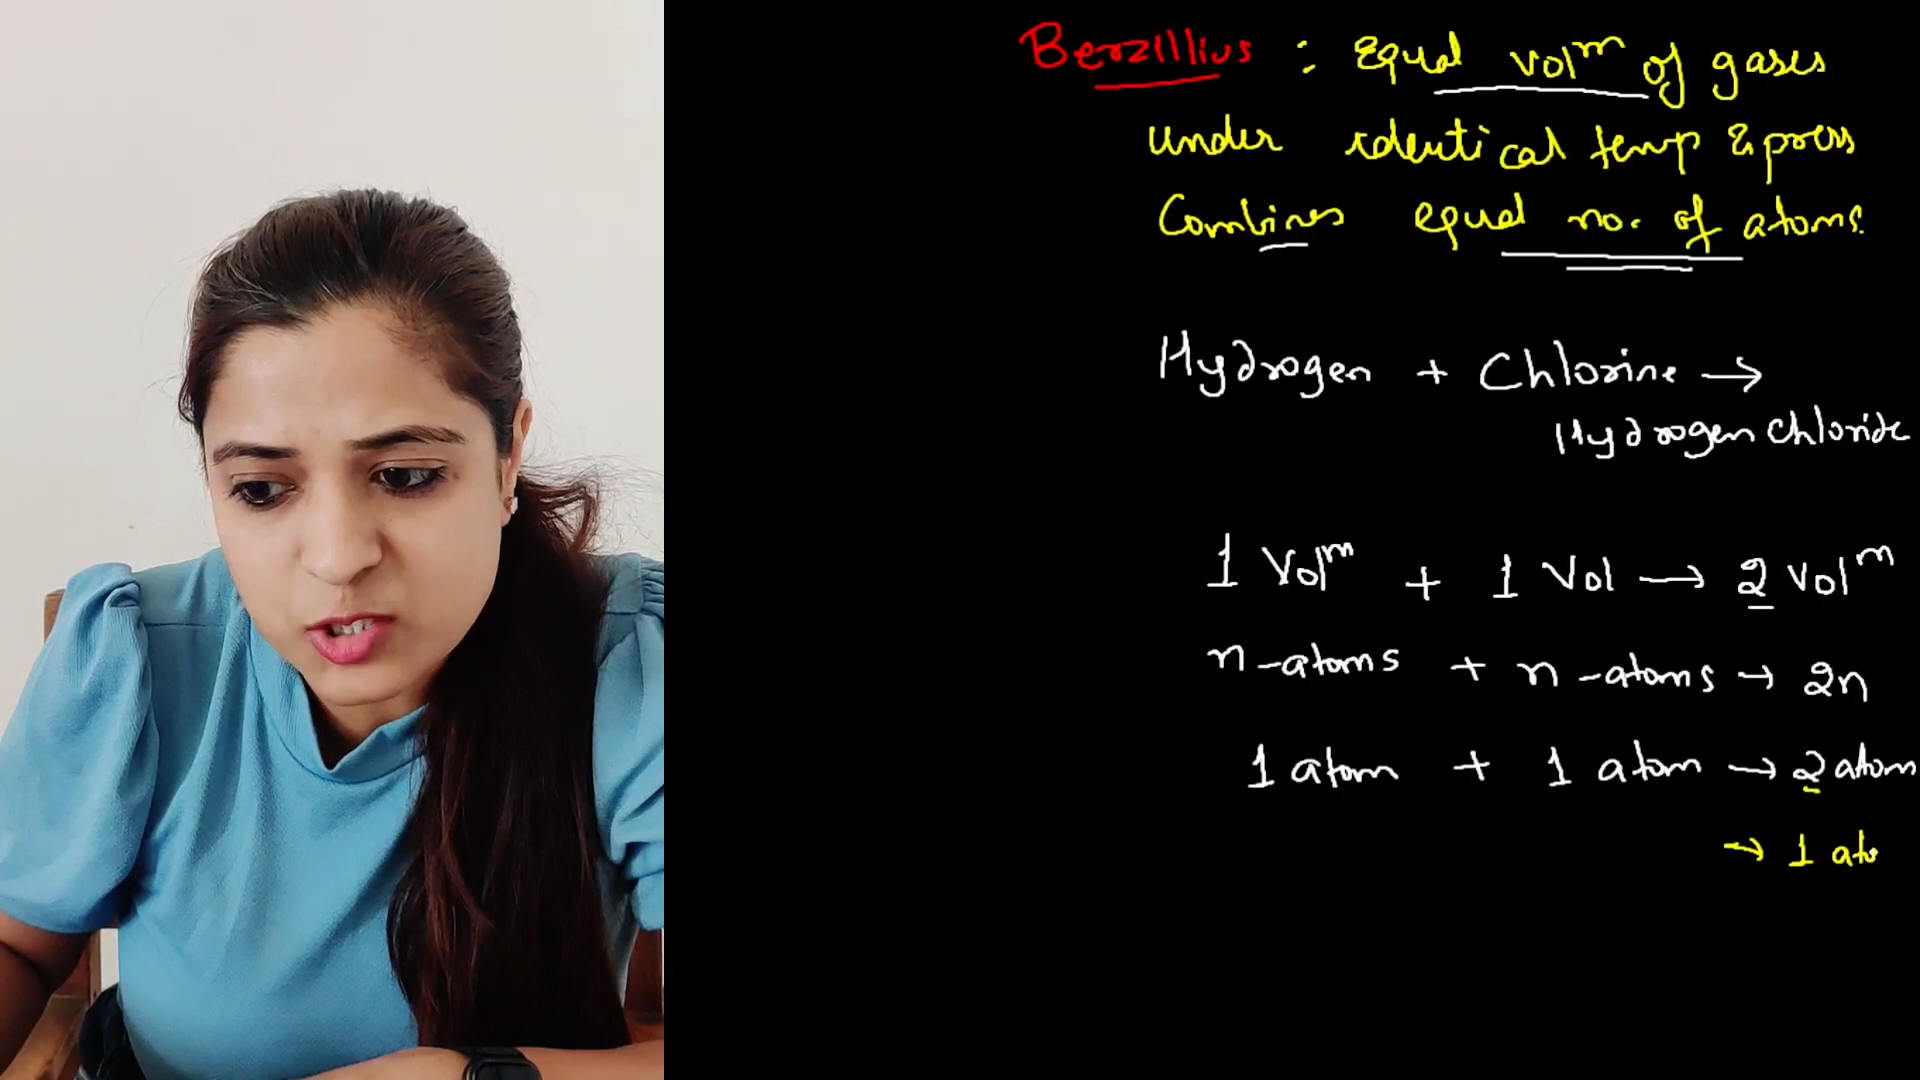 Berzillius : Equal volm of gases
under identical temp & press
Combines equal no. of atoms.
Hydrogen + Chlorine →
Hydrogen chloride
1 Volm + 1 Vol → 2 volm
n-atoms + n-atoms → 2n
1 atom + 1 atom → 2 atom
→ 1 ato